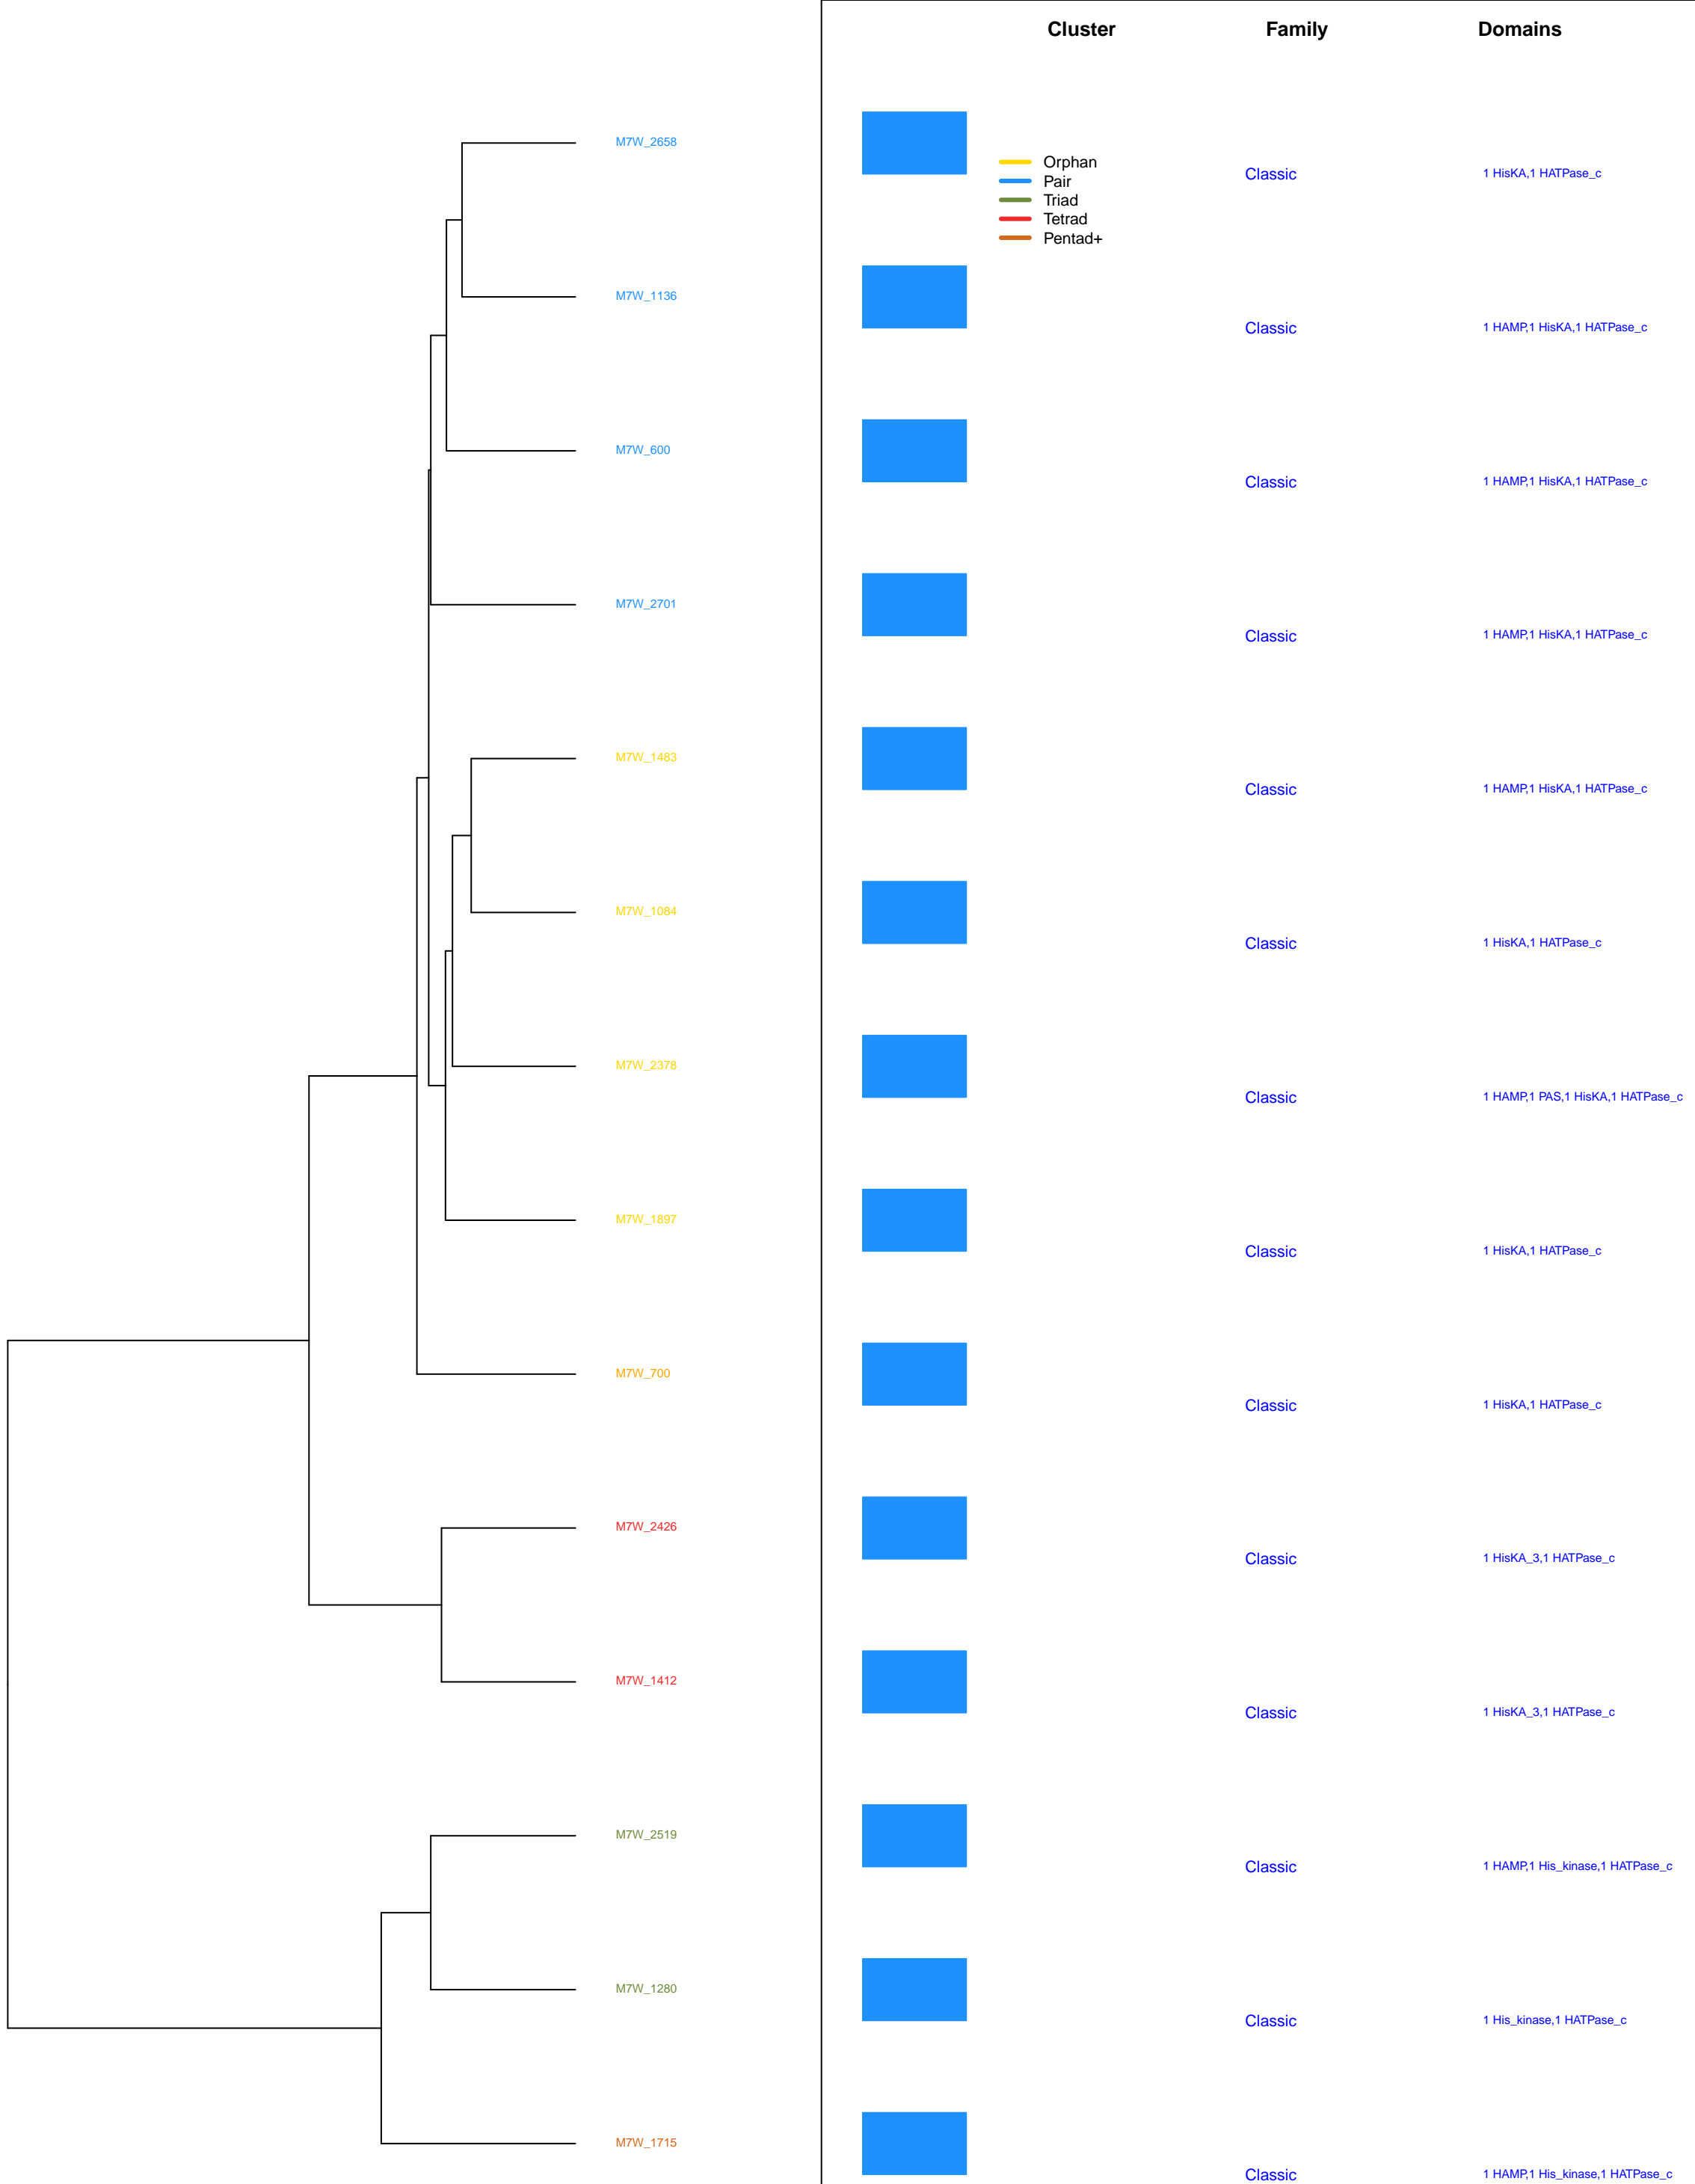 Cluster Family Domains
M7W_2658
Orphan
Pair
Triad
Tetrad
Pentad+
Classic 1 HisKA,1 HATPase_c
M7W_1136
Classic 1 HAMP,1 HisKA,1 HATPase_c
M7W_600
Classic 1 HAMP,1 HisKA,1 HATPase_c
M7W_2701
Classic 1 HAMP,1 HisKA,1 HATPase_c
M7W_1483
Classic 1 HAMP,1 HisKA,1 HATPase_c
M7W_1084
Classic 1 HisKA,1 HATPase_c
M7W_2378
Classic 1 HAMP,1 PAS,1 HisKA,1 HATPase_c
M7W_1897
Classic 1 HisKA,1 HATPase_c
M7W_700
Classic 1 HisKA,1 HATPase_c
M7W_2426
Classic 1 HisKA_3,1 HATPase_c
M7W_1412
Classic 1 HisKA_3,1 HATPase_c
M7W_2519
Classic 1 HAMP,1 His_kinase,1 HATPase_c
M7W_1280
Classic 1 His_kinase,1 HATPase_c
M7W_1715
Classic 1 HAMP,1 His_kinase,1 HATPase_c